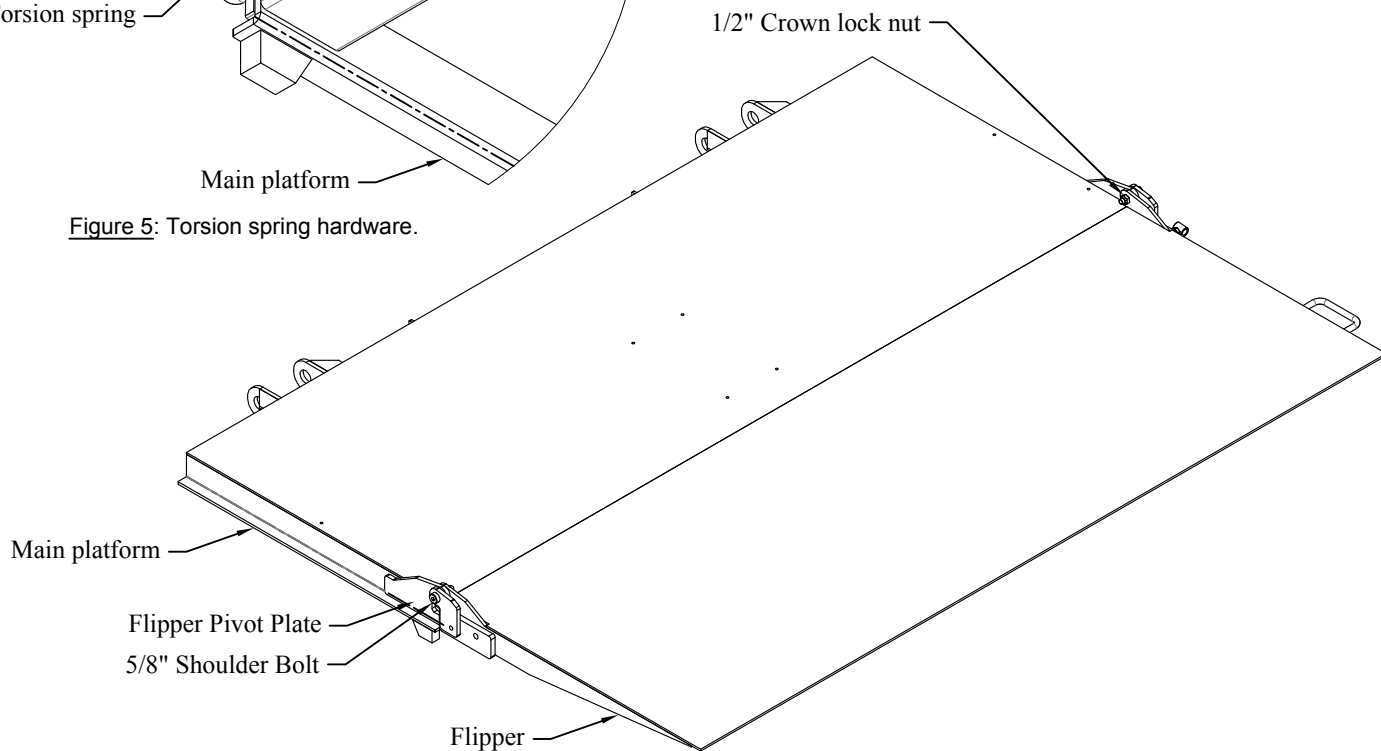 spring
1/2" Crown lock nut
Main platform
Figure 5: Torsion spring hardware.
Main platform
Flipper Pivot Plate
5/8" Shoulder Bolt
Flipper